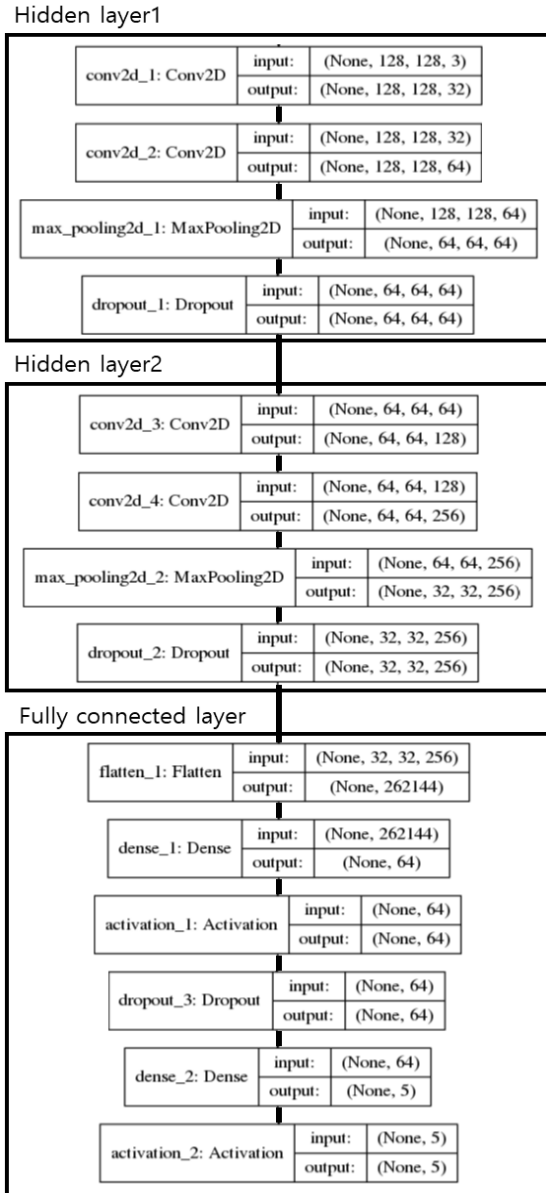 Hidden layer1
conv2d_1: Conv2D input: (None, 128, 128, 3)
output: (None, 128, 128, 32)
conv2d_2: Conv2D input: (None, 128, 128, 32)
output: (None, 128, 128, 64)
max_pooling2d_1: MaxPooling2D input: (None, 128, 128, 64)
output: (None, 64, 64, 64)
dropout_1: Dropout input: (None, 64, 64, 64)
output: (None, 64, 64, 64)
Hidden layer2
conv2d_3: Conv2D input: (None, 64, 64, 64)
output: (None, 64, 64, 128)
conv2d_4: Conv2D input: (None, 64, 64, 128)
output: (None, 64, 64, 256)
max_pooling2d_2: MaxPooling2D input: (None, 64, 64, 256)
output: (None, 32, 32, 256)
dropout_2: Dropout input: (None, 32, 32, 256)
output: (None, 32, 32, 256)
Fully connected layer
flatten_1: Flatten input: (None, 32, 32, 256)
output: (None, 262144)
dense_1: Dense input: (None, 262144)
output: (None, 64)
activation_1: Activation input: (None, 64)
output: (None, 64)
dropout_3: Dropout input: (None, 64)
output: (None, 64)
dense_2: Dense input: (None, 64)
output: (None, 5)
activation_2: Activation input: (None, 5)
output: (None, 5)